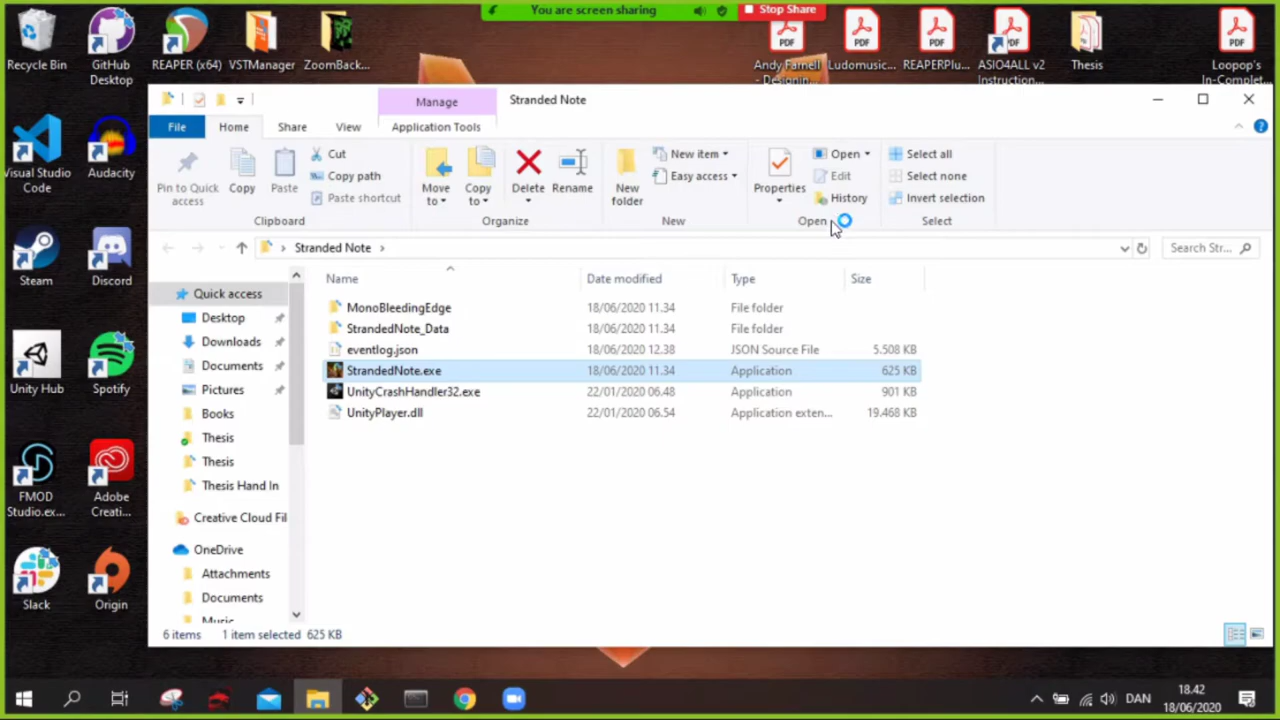 You are screen sharing
Stop Share
Recycle Bin
GitHub
Desktop
REAPER (x64)
VSTManager
ZoomBack...
Andy Farnell
- Designin...
Ludomusic...
REAPERPlu...
ASIO4ALL v2
Instruction...
Thesis
Loopop's
In-Complet...
PDF
PDF
PDF
PDF
PDF
Manage
Stranded Note
File
Home
Share
View
Application Tools
Pin to Quick
access
Copy
Paste
Cut
Copy path
Paste shortcut
Clipboard
Move
to
Copy
to
Delete
Rename
Organize
New
folder
New item
Easy access
New
Properties
Open
Edit
History
Open
Select all
Select none
Invert selection
Select
Visual Studio
Code
Audacity
Steam
Discord
Unity Hub
Spotify
FMOD
Studio.ex...
Adobe
Creati...
Slack
Origin
Stranded Note
Search Str...
Quick access
Desktop
Downloads
Documents
Pictures
Books
Thesis
Thesis
Thesis Hand In
Creative Cloud Fil
OneDrive
Attachments
Documents
Music
Name Date modified Type Size
MonoBleedingEdge 18/06/2020 11.34 File folder
StrandedNote_Data 18/06/2020 11.34 File folder
eventlog.json 18/06/2020 12.38 JSON Source File 5.508 KB
StrandedNote.exe 18/06/2020 11.34 Application 625 KB
UnityCrashHandler32.exe 22/01/2020 06.48 Application 901 KB
UnityPlayer.dll 22/01/2020 06.54 Application exten... 19.468 KB
6 items 1 item selected 625 KB
DAN
18.42
18/06/2020